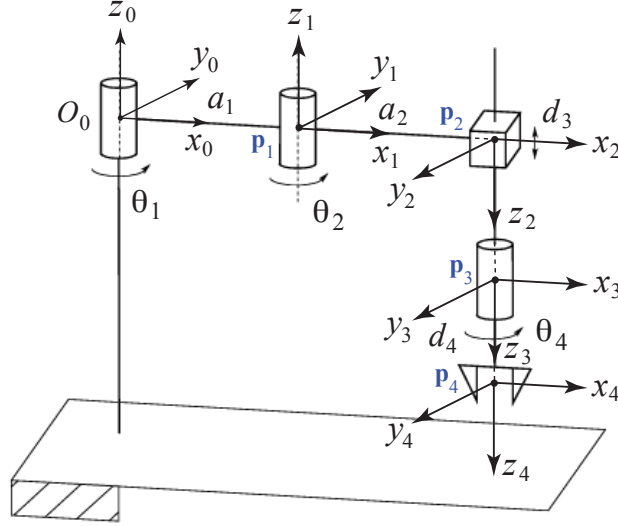 z₀
z₁
y₀
y₁
O₀
a₁
a₂
p₂
d₃
x₀
p₁
x₁
x₂
y₂
θ₁
θ₂
z₂
p₃
x₃
y₃
d₄
z₃
θ₄
p₄
x₄
y₄
z₄